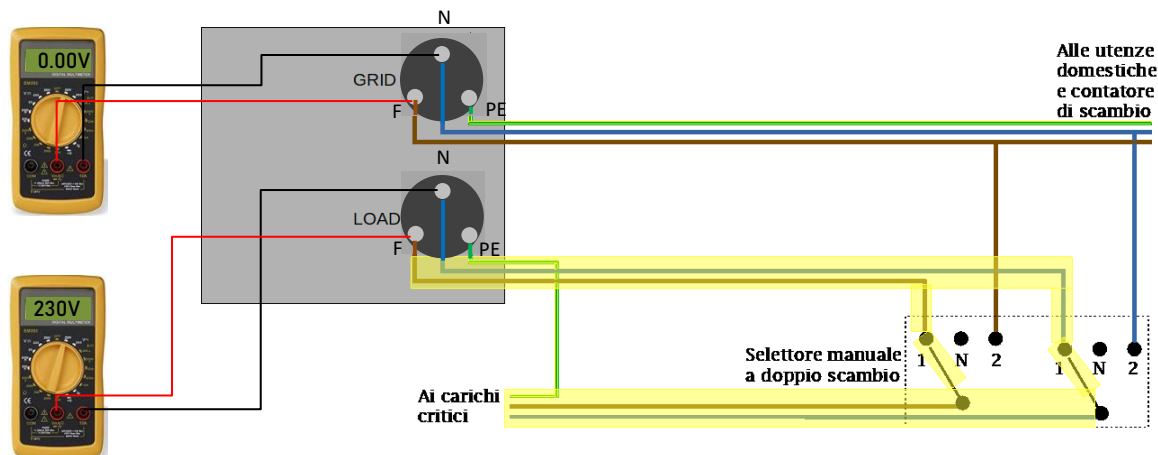 N
0.00V
GRID
F
PE
Alle utenze
domestiche
e contatore
di scambio
N
LOAD
F
PE
230V
Selettore manuale
a doppio scambio
1
N
2
1
N
2
Ai carichi
critici